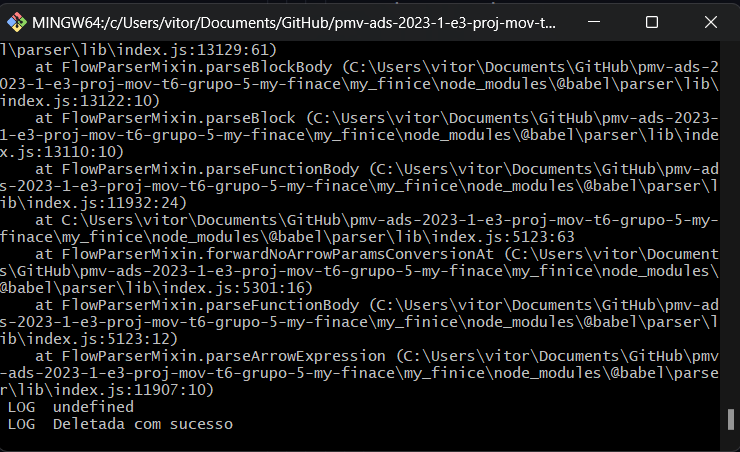 MINGW64:/c/Users/vitor/Documents/GitHub/pmv-ads-2023-1-e3-proj-mov-t...
l\parser\lib\index.js:13129:61)
    at FlowParserMixin.parseBlockBody (C:\Users\vitor\Documents\GitHub\pmv-ads-2
023-1-e3-proj-mov-t6-grupo-5-my-finace\my_finice\node_modules\@babel\parser\lib\
index.js:13122:10)
    at FlowParserMixin.parseBlock (C:\Users\vitor\Documents\GitHub\pmv-ads-2023-
1-e3-proj-mov-t6-grupo-5-my-finace\my_finice\node_modules\@babel\parser\lib\inde
x.js:13110:10)
    at FlowParserMixin.parseFunctionBody (C:\Users\vitor\Documents\GitHub\pmv-ad
s-2023-1-e3-proj-mov-t6-grupo-5-my-finace\my_finice\node_modules\@babel\parser\l
ib\index.js:11932:24)
    at C:\Users\vitor\Documents\GitHub\pmv-ads-2023-1-e3-proj-mov-t6-grupo-5-my-
finace\my_finice\node_modules\@babel\parser\lib\index.js:5123:63
    at FlowParserMixin.forwardNoArrowParamsConversionAt (C:\Users\vitor\Document
s\GitHub\pmv-ads-2023-1-e3-proj-mov-t6-grupo-5-my-finace\my_finice\node_modules\
@babel\parser\lib\index.js:5301:16)
    at FlowParserMixin.parseFunctionBody (C:\Users\vitor\Documents\GitHub\pmv-ad
s-2023-1-e3-proj-mov-t6-grupo-5-my-finace\my_finice\node_modules\@babel\parser\l
ib\index.js:5123:12)
    at FlowParserMixin.parseArrowExpression (C:\Users\vitor\Documents\GitHub\pmv
-ads-2023-1-e3-proj-mov-t6-grupo-5-my-finace\my_finice\node_modules\@babel\parse
r\lib\index.js:11907:10)
 LOG  undefined
 LOG  Deletada com sucesso